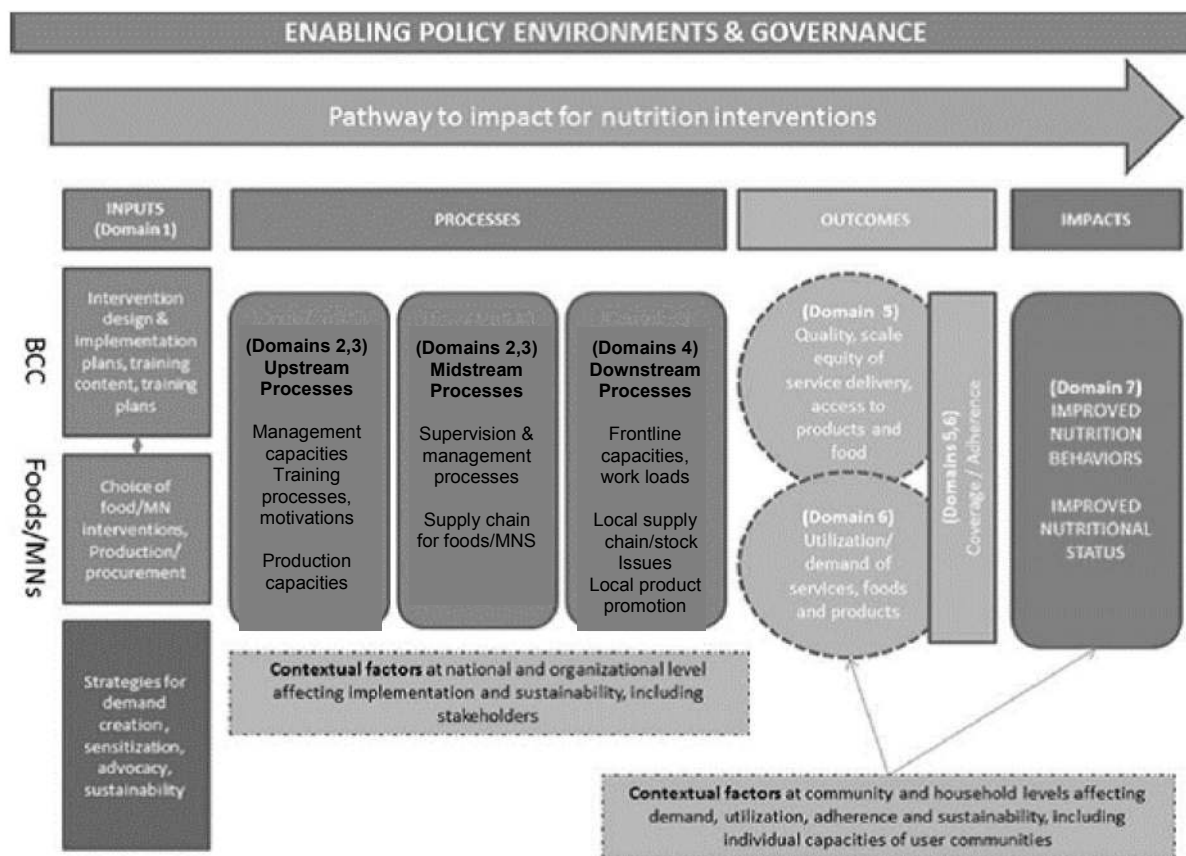 ENABLING POLICY ENVIRONMENTS & GOVERNANCE
Pathway to impact for nutrition interventions
INPUTS
(Domain 1)
PROCESSES
OUTCOMES
IMPACTS
BCC
Foods/MNs
Intervention
design &
implementation
plans, training
content, training
plans
Choice of
food/MN
interventions,
Production/
procurement
Strategies for
demand
creation,
sensitization,
advocacy,
sustainability
(Domains 2,3)
Upstream
Processes
Management
capacities
Training
processes,
motivations
Production
capacities
(Domains 2,3)
Midstream
Processes
Supervision &
management
processes
Supply chain
for foods/MNS
(Domains 4)
Downstream
Processes
Frontline
capacities,
work loads
Local supply
chain/stock
Issues
Local product
promotion
(Domain 5)
Quality, scale
equity of
service delivery,
access to
products and
food
(Domain 6)
Utilization/
demand of
services, foods
and products
(Domains 5,6)
Coverage / Adherence
(Domain 7)
IMPROVED
NUTRITION
BEHAVIORS
IMPROVED
NUTRITIONAL
STATUS
Contextual factors at national and organizational level
affecting implementation and sustainability, including
stakeholders
Contextual factors at community and household levels affecting
demand, utilization, adherence and sustainability, including
individual capacities of user communities